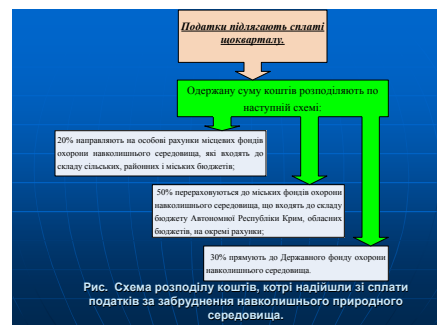 Податки підлягають сплаті
щокварталу.
Одержану суму коштів розподіляють по
наступній схемі:
20% направляють на особові рахунки місцевих фондів
охорони навколишнього середовища, які входять до
складу сільських, районних і міських бюджетів;
50% перераховуються до міських фондів охорони
навколишнього середовища, що входять до складу
бюджету Автономної Республіки Крим, обласних
бюджетів, на окремі рахунки;
30% прямують до Державного фонду охорони
навколишнього середовища.
Рис. Схема розподілу коштів, котрі надійшли зі сплати
податків за забруднення навколишнього природного
середовища.